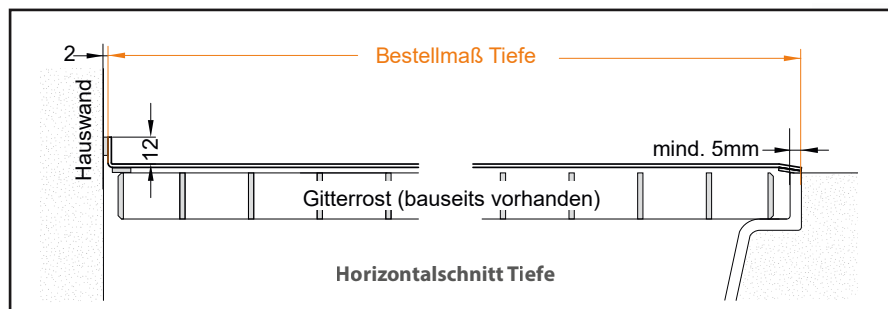 2
Bestellmaß Tiefe
Hauswand
12
mind. 5mm
Gitterrost (bauseits vorhanden)
Horizontalschnitt Tiefe